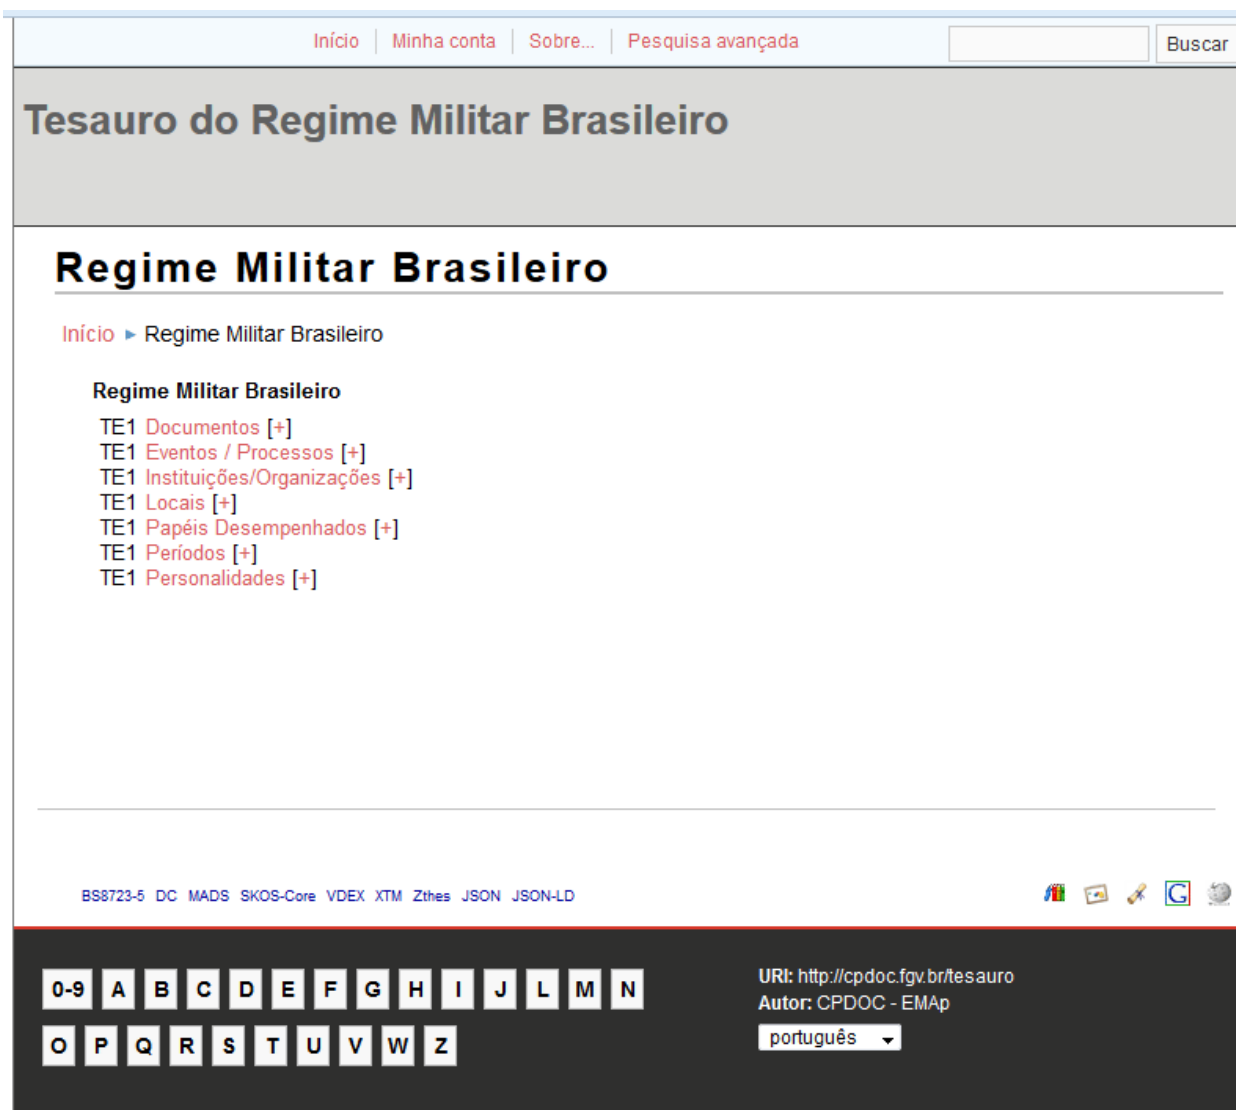 Início Minha conta Sobre... Pesquisa avançada Buscar
Tesauro do Regime Militar Brasileiro
Regime Militar Brasileiro
Início ► Regime Militar Brasileiro
Regime Militar Brasileiro
TE1 Documentos [+]
TE1 Eventos / Processos [+]
TE1 Instituições/Organizações [+]
TE1 Locais [+]
TE1 Papéis Desempenhados [+]
TE1 Períodos [+]
TE1 Personalidades [+]
BS8723-5 DC MADS SKOS-Core VDEX XTM Zthes JSON JSON-LD
G
0-9 A B C D E F G H I J L M N
O P Q R S T U V W Z
URI: http://cpdoc.fgv.br/tesauro
Autor: CPDOC - EMAp
português